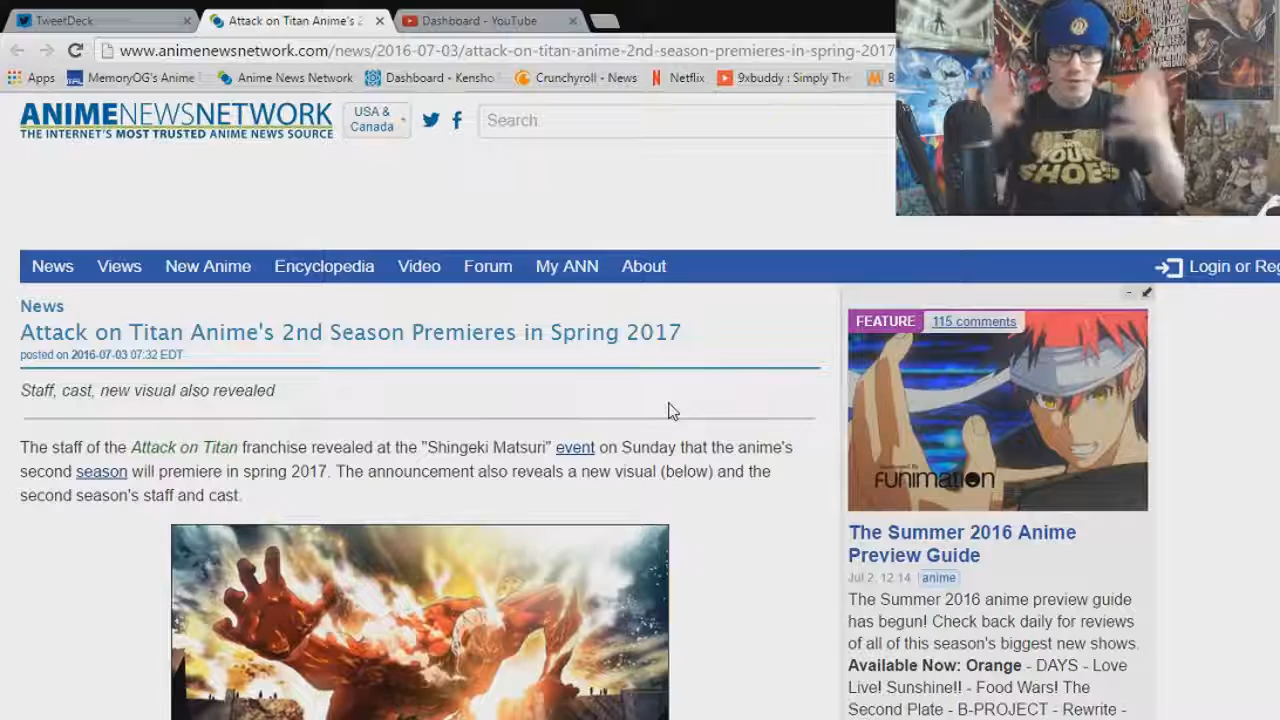 TweetDeck
Attack on Titan Anime's 2
Dashboard - YouTube
www.animenewsnetwork.com/news/2016-07-03/attack-on-titan-anime-2nd-season-premieres-in-spring-2017
Apps
MemoryOG's Anime
Anime News Network
Dashboard - Kensho
Crunchyroll - News
Netflix
9xbuddy : Simply The
B
ANIMENEWSNETWORK
THE INTERNET'S MOST TRUSTED ANIME NEWS SOURCE
USA &
Canada
Search
YOUR
SHOES
News
Views
New Anime
Encyclopedia
Video
Forum
My ANN
About
Login or Reg
News
Attack on Titan Anime's 2nd Season Premieres in Spring 2017
posted on 2016-07-03 07:32 EDT
Staff, cast, new visual also revealed
The staff of the Attack on Titan franchise revealed at the "Shingeki Matsuri" event on Sunday that the anime's
second season will premiere in spring 2017. The announcement also reveals a new visual (below) and the
second season's staff and cast.
FEATURE
115 comments
FUNIMATION
The Summer 2016 Anime
Preview Guide
Jul 2, 12:14
anime
The Summer 2016 anime preview guide
has begun! Check back daily for reviews
of all of this season's biggest new shows.
Available Now: Orange - DAYS - Love
Live! Sunshine!! - Food Wars! The
Second Plate - B-PROJECT - Rewrite -